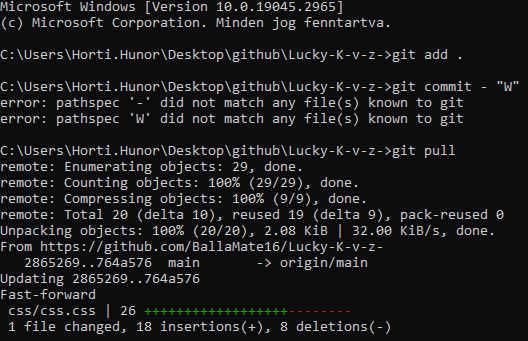 Microsoft Windows [Version 10.0.19045.2965]
(c) Microsoft Corporation. Minden jog fenntartva.
C:\Users\Horti.Hunor\Desktop\github\Lucky-K-v-z->git add .
C:\Users\Horti.Hunor\Desktop\github\Lucky-K-v-z->git commit - "W"
error: pathspec '-' did not match any file(s) known to git
error: pathspec 'W' did not match any file(s) known to git
C:\Users\Horti.Hunor\Desktop\github\Lucky-K-v-z->git pull
remote: Enumerating objects: 29, done.
remote: Counting objects: 100% (29/29), done.
remote: Compressing objects: 100% (9/9), done.
remote: Total 20 (delta 10), reused 19 (delta 9), pack-reused 0
Unpacking objects: 100% (20/20), 2.08 KiB | 32.00 KiB/s, done.
From https://github.com/BallaMate16/Lucky-K-v-z-
   2865269..764a576  main       -> origin/main
Updating 2865269..764a576
Fast-forward
 css/css.css | 26 ++++++++++++++++++--------
 1 file changed, 18 insertions(+), 8 deletions(-)